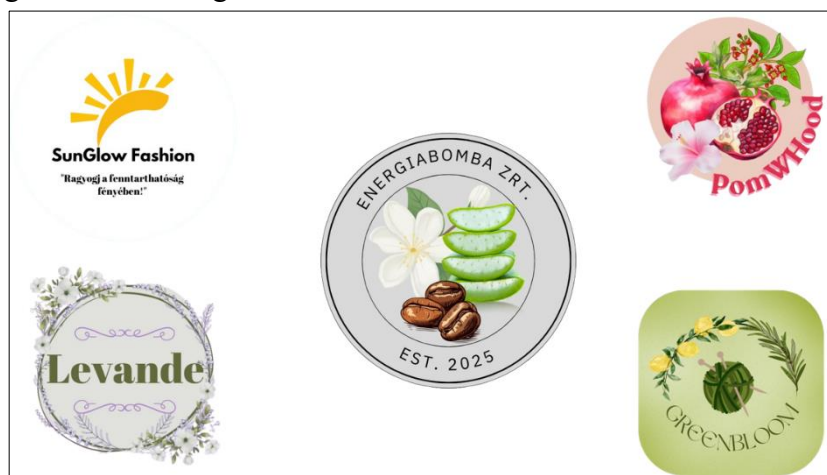 SunGlow Fashion
"Ragyogj a fenntarthatóság
fényében!"
PomWHood
ENERGIABOMBA ZRT.
EST. 2025
Levande
GREENBLOOM